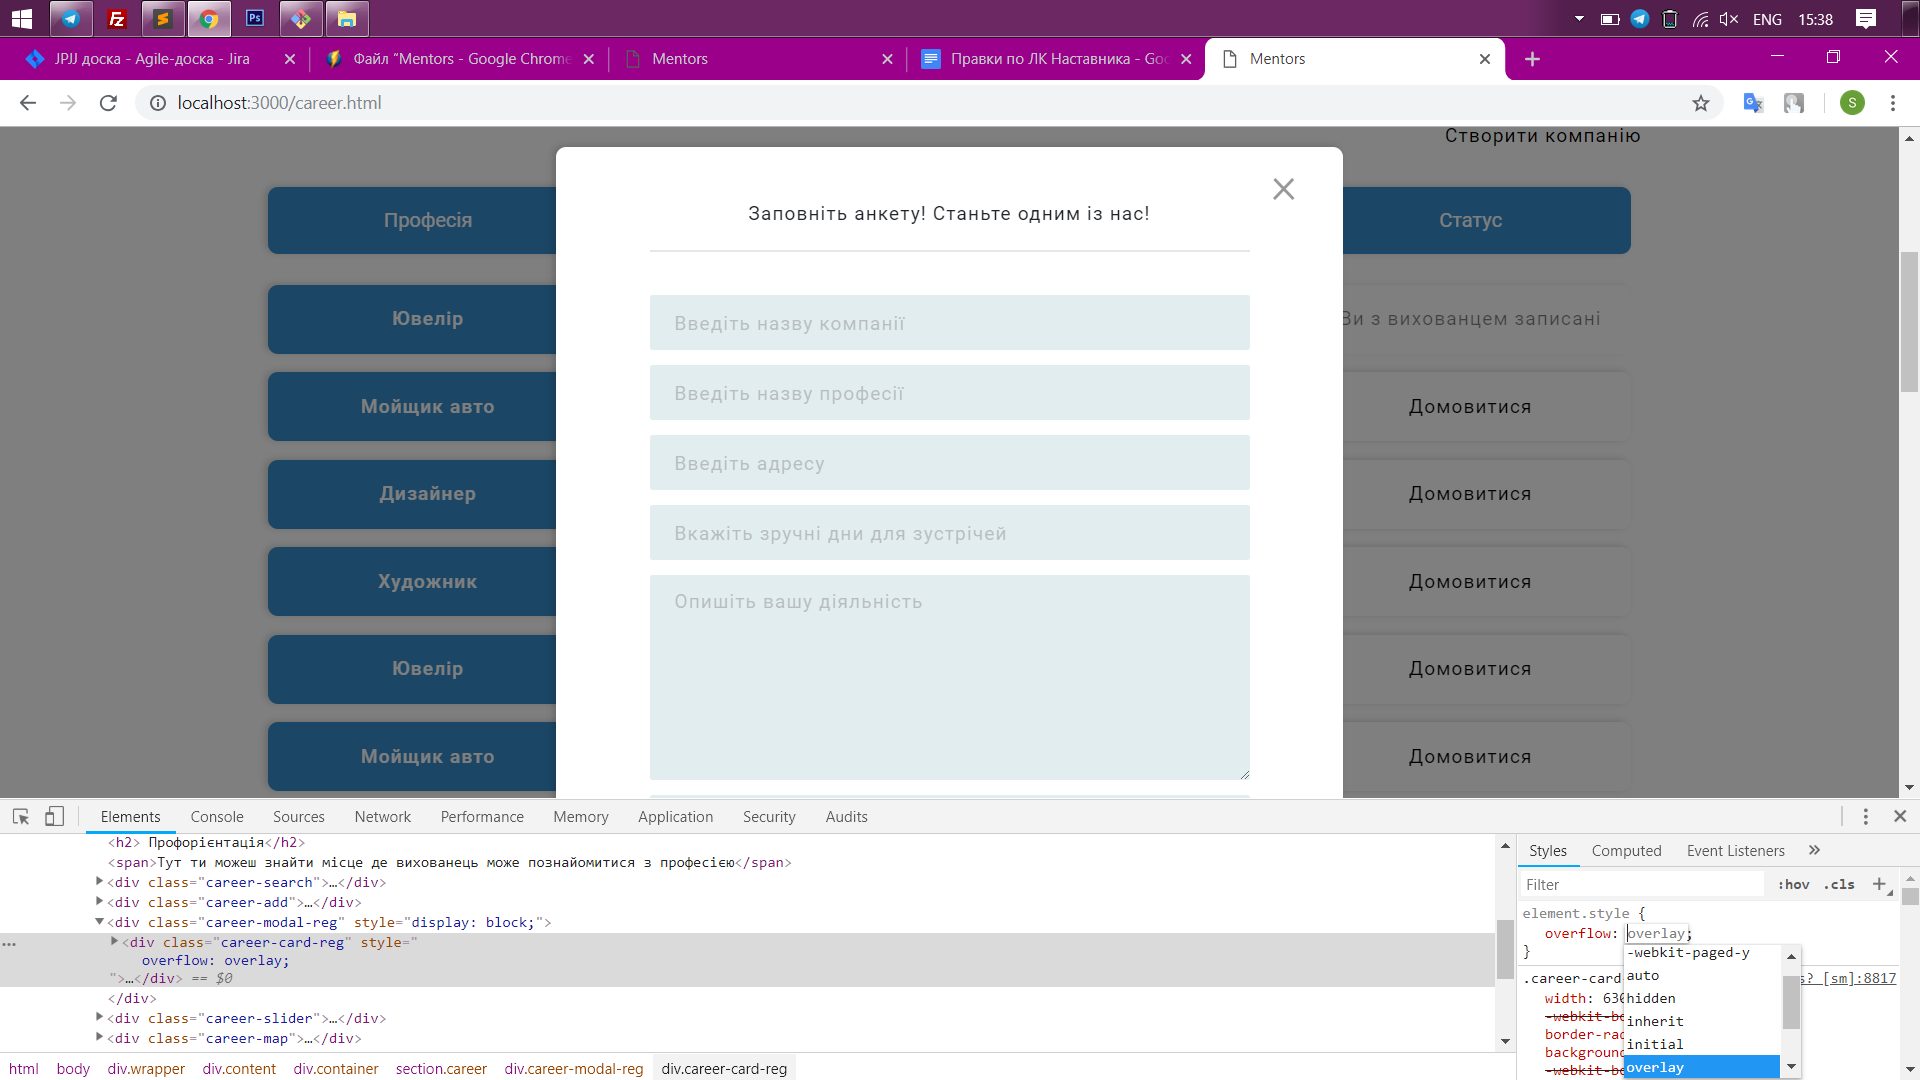 ENG
15:38
JPJJ доска - Agile-доска - Jira
Файл "Mentors - Google Chrome
Mentors
Правки по ЛК Наставника - Goo
Mentors
localhost:3000/career.html
S
Створити компанію
Професія
Статус
Заповніть анкету! Станьте одним із нас!
Ювелір
Введіть назву компанії
Ви з вихованцем записані
Мойщик авто
Введіть назву професії
Домовитися
Дизайнер
Введіть адресу
Домовитися
Вкажіть зручні дни для зустрічей
Художник
Опишіть вашу діяльність
Домовитися
Ювелір
Домовитися
Мойщик авто
Домовитися
Elements Console Sources Network Performance Memory Application Security Audits
<h2> Профорієнтація</h2>
<span>Тут ти можеш знайти місце де вихованець може познайомитися з професією</span>
<div class="career-search">…</div>
<div class="career-add">…</div>
<div class="career-modal-reg" style="display: block;">
<div class="career-card-reg" style="
overflow: overlay;
">…</div> == $0
</div>
<div class="career-slider">…</div>
<div class="career-map">…</div>
html body div.wrapper div.content div.container section.career div.career-modal-reg div.career-card-reg
Styles Computed Event Listeners »
Filter :hov .cls +
element.style {
overflow: overlay;
}
-webkit-paged-y
auto
hidden
inherit
initial
overlay
.career-card
s? [sm]:8817
width: 630
-webkit-bo
border-rad
background
-webkit-bo